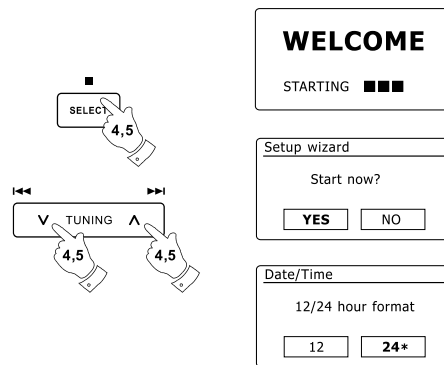 SELECT
4,5
V TUNING Λ
4,5 4,5
WELCOME
STARTING
Setup wizard
Start now?
YES NO
Date/Time
12/24 hour format
12 24*